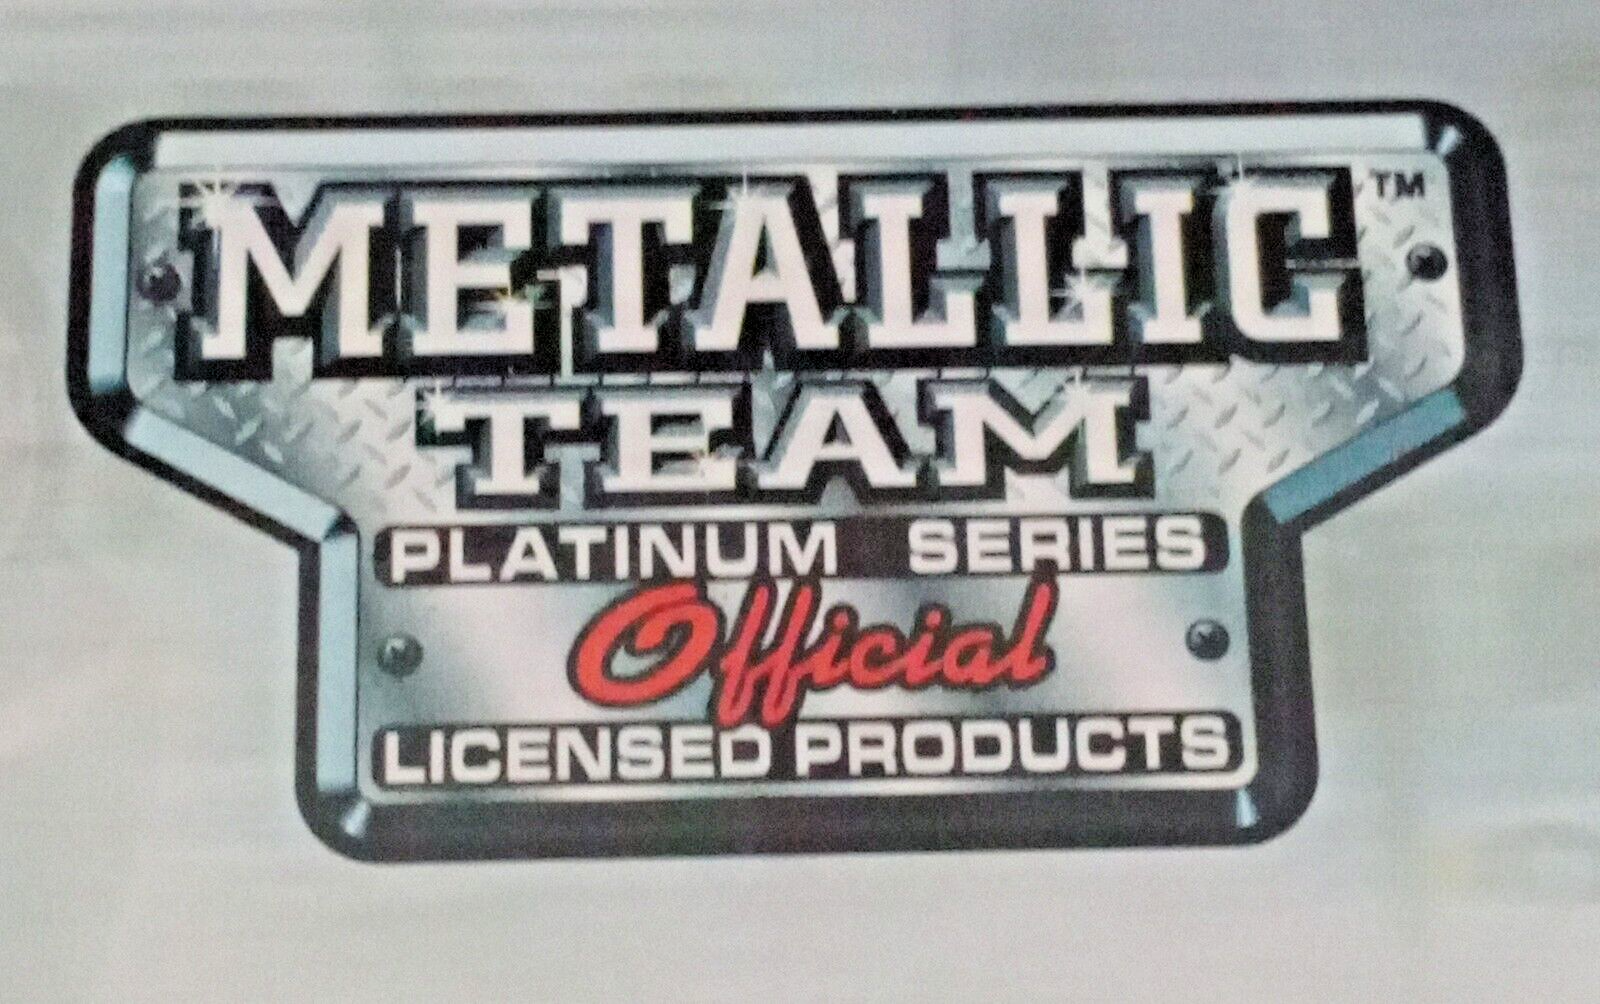 METALLIC™
TEAM
PLATINUM SERIES
Official
LICENSED PRODUCTS